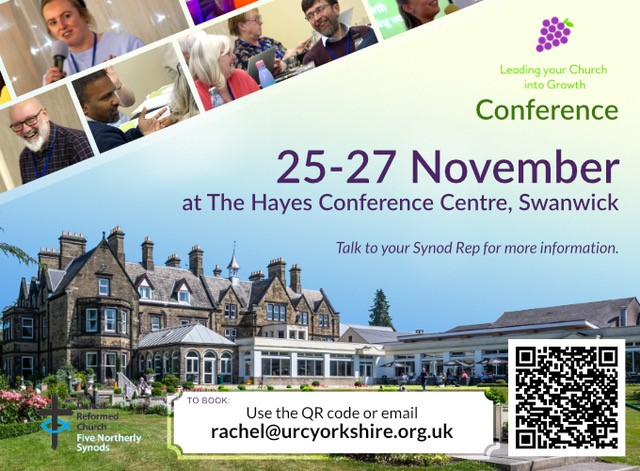 Leading your Church
into Growth
Conference
25-27 November
at The Hayes Conference Centre, Swanwick
Talk to your Synod Rep for more information.
TO BOOK:
Use the QR code or email
rachel@urcyorkshire.org.uk
Reformed
Church
Five Northerly
Synods